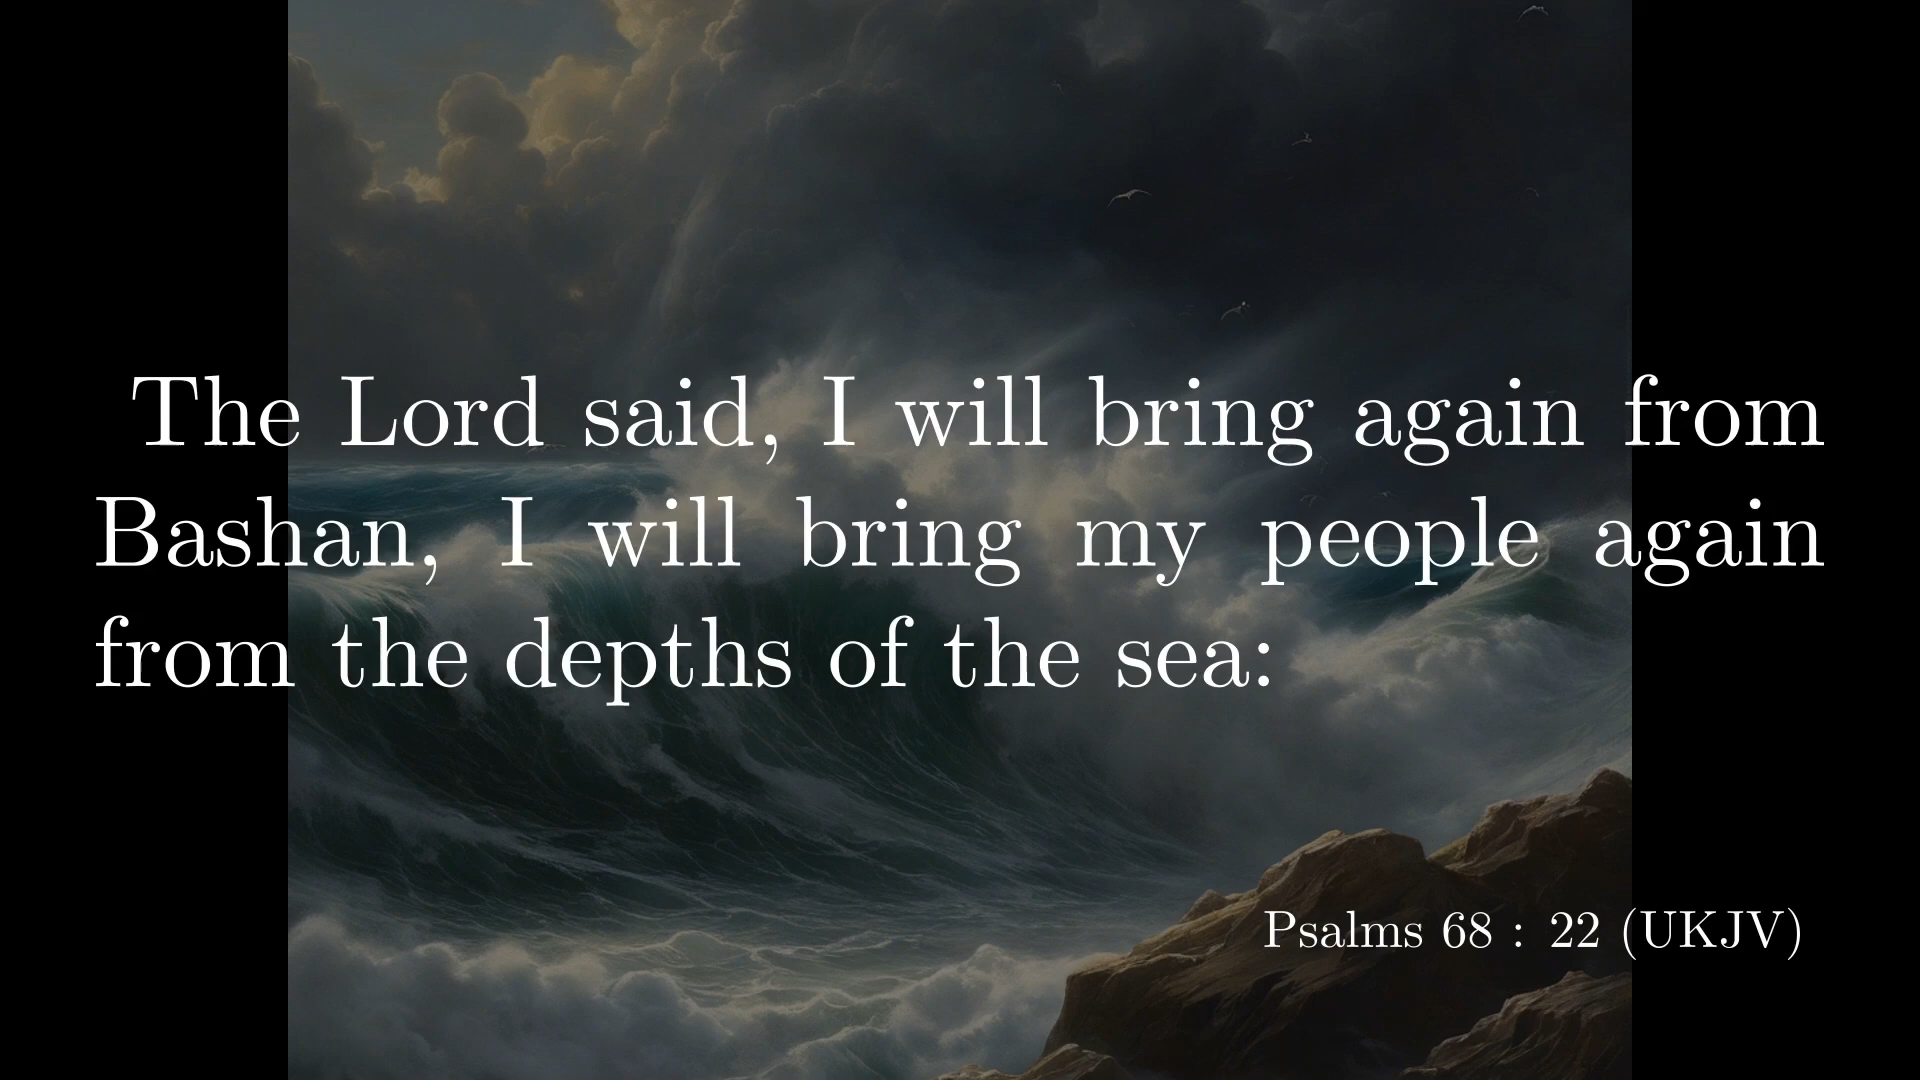 The Lord said, I will bring again from
Bashan, I will bring my people again
from the depths of the sea:
Psalms 68 : 22 (UKJV)